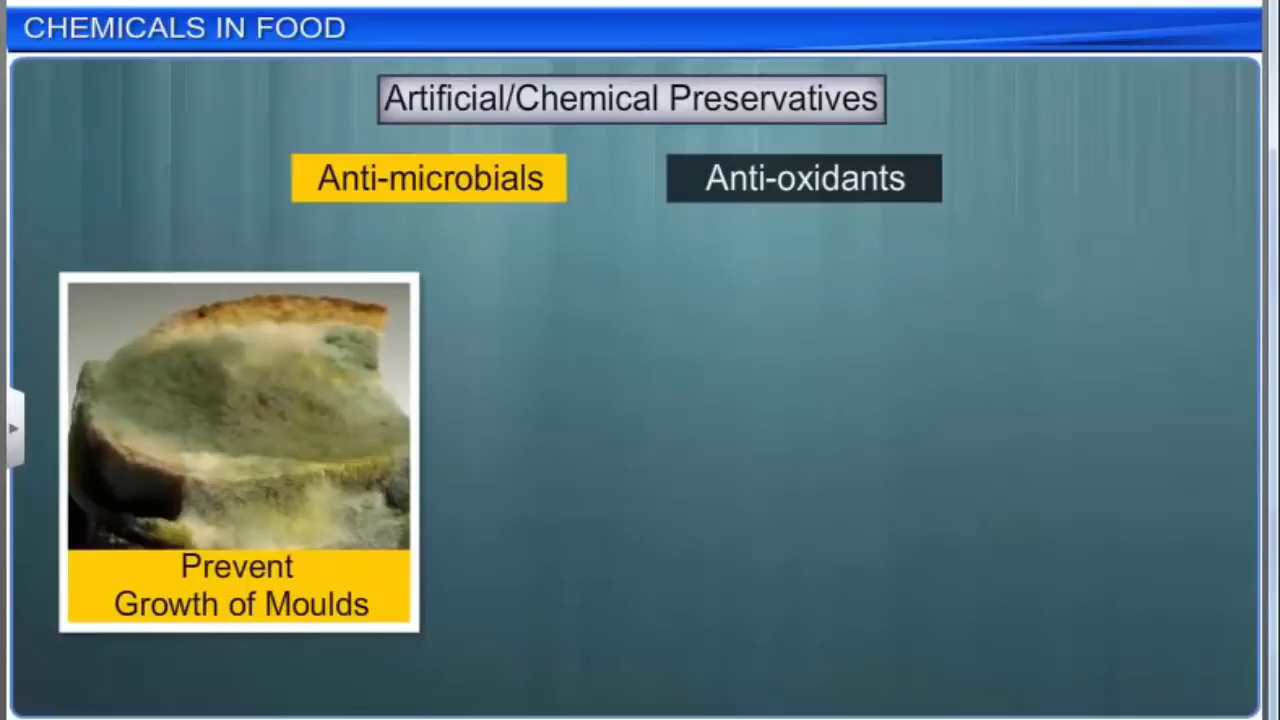 CHEMICALS IN FOOD
Artificial/Chemical Preservatives
Anti-microbials
Anti-oxidants
Prevent
Growth of Moulds